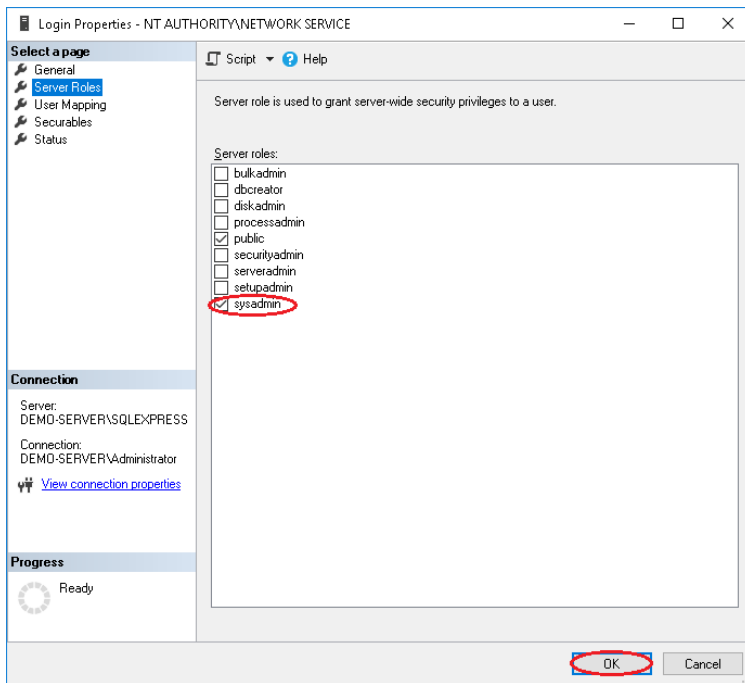 Login Properties - NT AUTHORITY\NETWORK SERVICE
Select a page
General
Server Roles
User Mapping
Securables
Status
Script
Help
Server role is used to grant server-wide security privileges to a user.
Server roles:
bulkadmin
dbcreator
diskadmin
processadmin
public
securityadmin
serveradmin
setupadmin
sysadmin
Connection
Server:
DEMO-SERVER\SQLEXPRESS
Connection:
DEMO-SERVER\Administrator
View connection properties
Progress
Ready
OK
Cancel